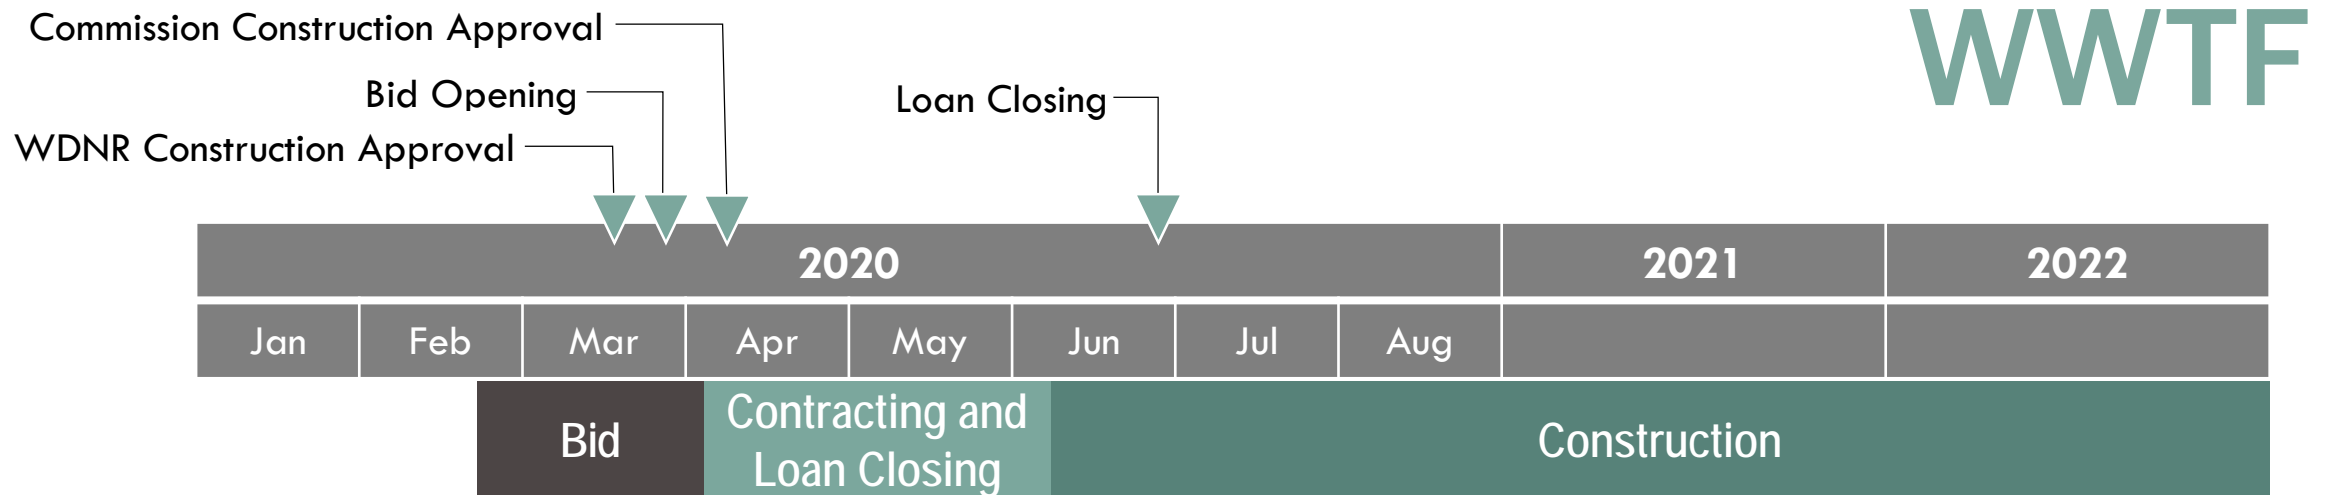 Commission Construction Approval
WWTF
Bid Opening
Loan Closing
WDNR Construction Approval
2020
2021
2022
Jan
Feb
Mar
Apr
May
Jun
Jul
Aug
Bid
Contracting and
Loan Closing
Construction